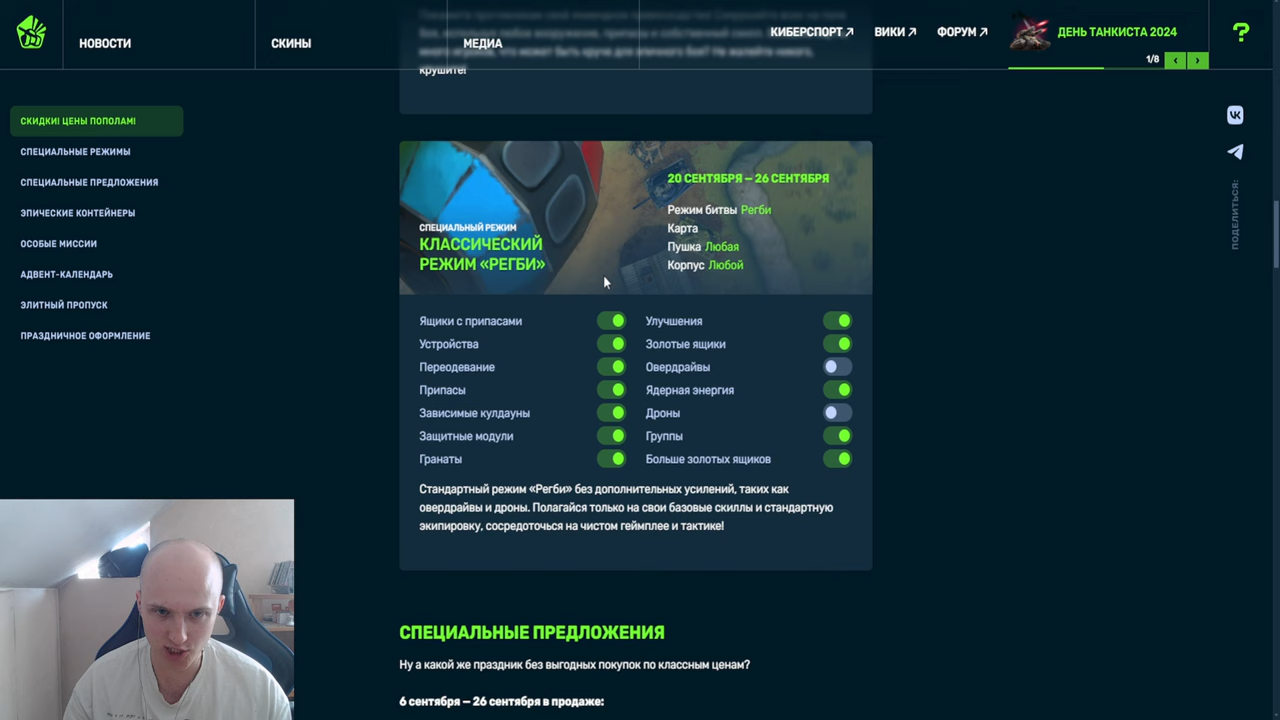 НОВОСТИ
СКИНЫ
МЕДИА
КИБЕРСПОРТ
ВИКИ
ФОРУМ
ДЕНЬ ТАНКИСТА 2024
?
1/8
крушите!
СКИДКИ! ЦЕНЫ ПОПОЛАМ!
СПЕЦИАЛЬНЫЕ РЕЖИМЫ
СПЕЦИАЛЬНЫЕ ПРЕДЛОЖЕНИЯ
ЭПИЧЕСКИЕ КОНТЕЙНЕРЫ
ОСОБЫЕ МИССИИ
АДВЕНТ-КАЛЕНДАРЬ
ЭЛИТНЫЙ ПРОПУСК
ПРАЗДНИЧНОЕ ОФОРМЛЕНИЕ
ПОДЕЛИТЬСЯ:
СПЕЦИАЛЬНЫЙ РЕЖИМ
КЛАССИЧЕСКИЙ
РЕЖИМ «РЕГБИ»
20 СЕНТЯБРЯ – 26 СЕНТЯБРЯ
Режим битвы Регби
Карта
Пушка Любая
Корпус Любой
Ящики с припасами
Устройства
Переодевание
Припасы
Зависимые кулдауны
Защитные модули
Гранаты
Улучшения
Золотые ящики
Овердрайвы
Ядерная энергия
Дроны
Группы
Больше золотых ящиков
Стандартный режим «Регби» без дополнительных усилений, таких как
овердрайвы и дроны. Полагайся только на свои базовые скиллы и стандартную
экипировку, сосредоточься на чистом геймплее и тактике!
СПЕЦИАЛЬНЫЕ ПРЕДЛОЖЕНИЯ
Ну а какой же праздник без выгодных покупок по классным ценам?
6 сентября – 26 сентября в продаже: